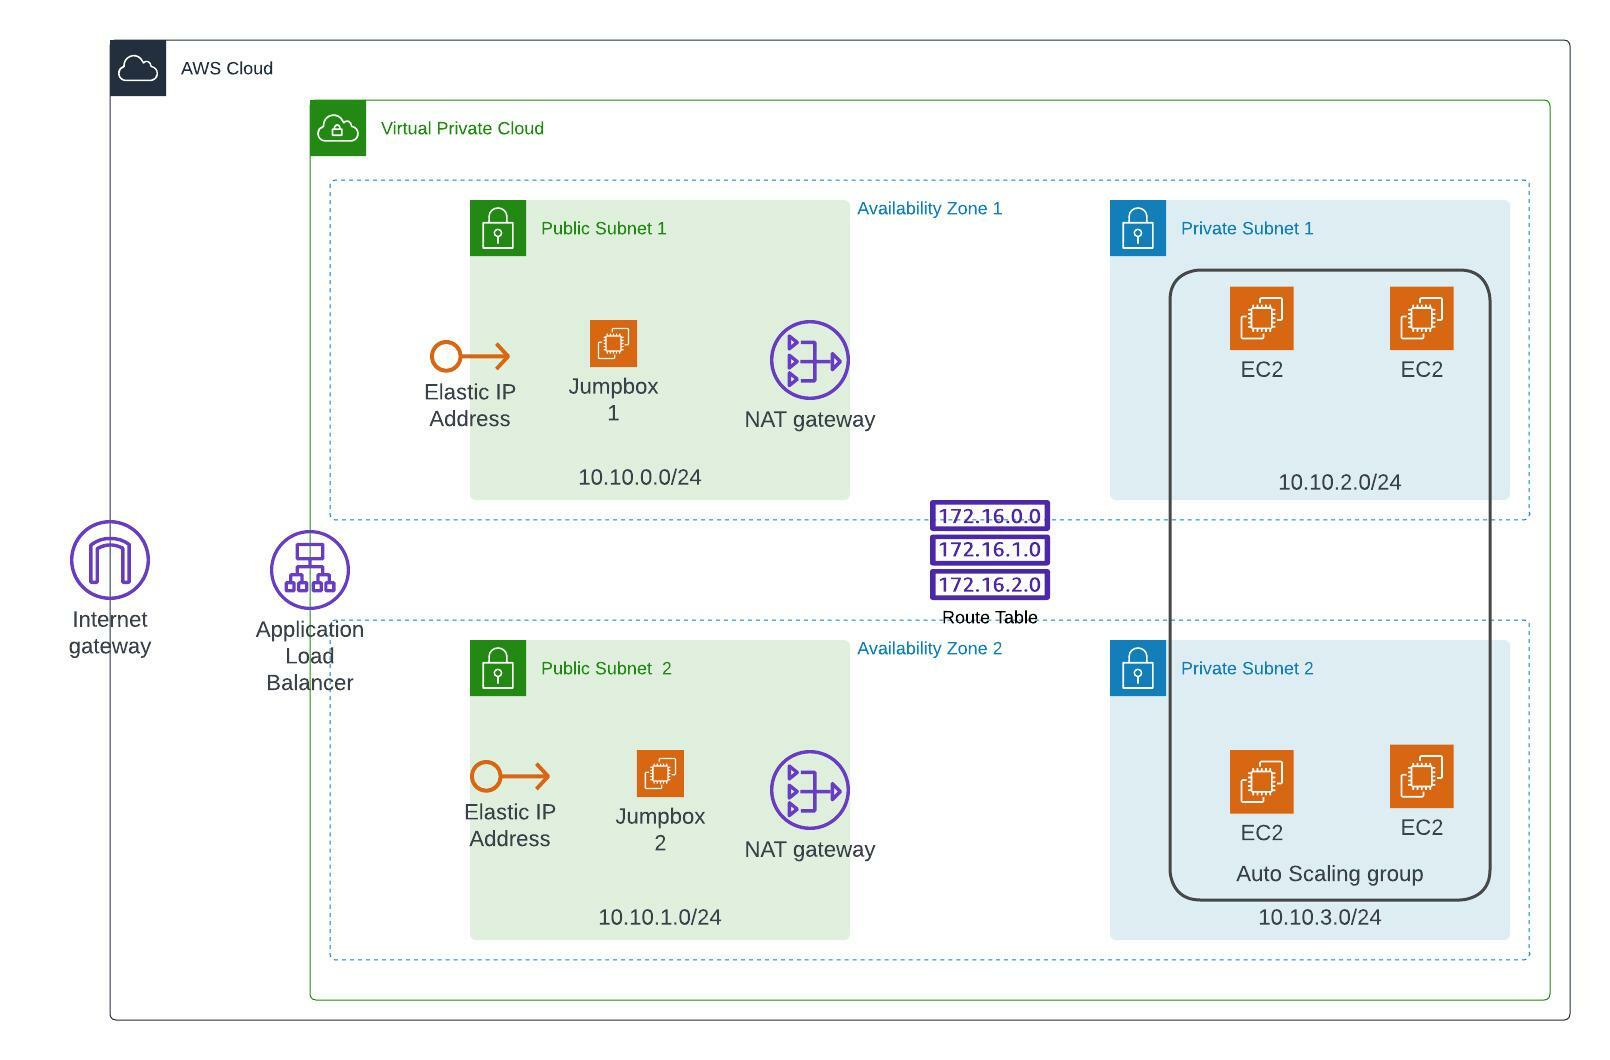 AWS Cloud
Virtual Private Cloud
Availability Zone 1
Public Subnet 1
Private Subnet 1
Elastic IP
Address
Jumpbox
1
NAT gateway
EC2
EC2
10.10.0.0/24
10.10.2.0/24
172.16.0.0
172.16.1.0
172.16.2.0
Route Table
Internet
gateway
Application
Load
Balancer
Availability Zone 2
Public Subnet  2
Private Subnet 2
Elastic IP
Address
Jumpbox
2
NAT gateway
EC2
EC2
Auto Scaling group
10.10.1.0/24
10.10.3.0/24